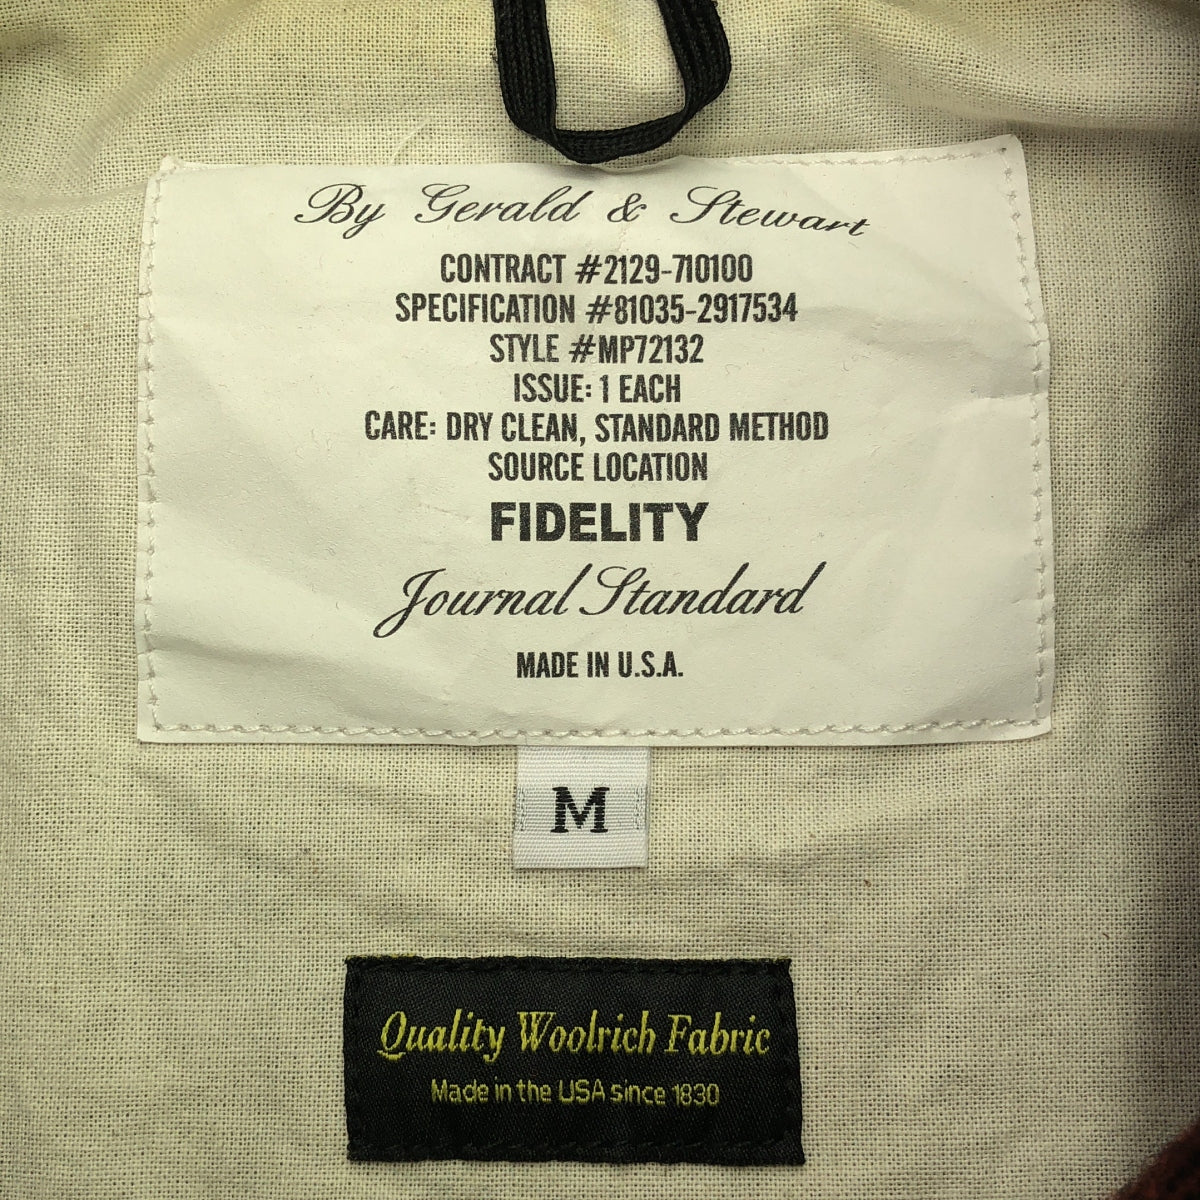 By Gerald & Stewart
CONTRACT #2129-710100
SPECIFICATION #81035-2917534
STYLE #MP72132
ISSUE: 1 EACH
CARE: DRY CLEAN, STANDARD METHOD
SOURCE LOCATION
FIDELITY
Journal Standard
MADE IN U.S.A.
M
Quality Woolrich Fabric
Made in the USA since 1830